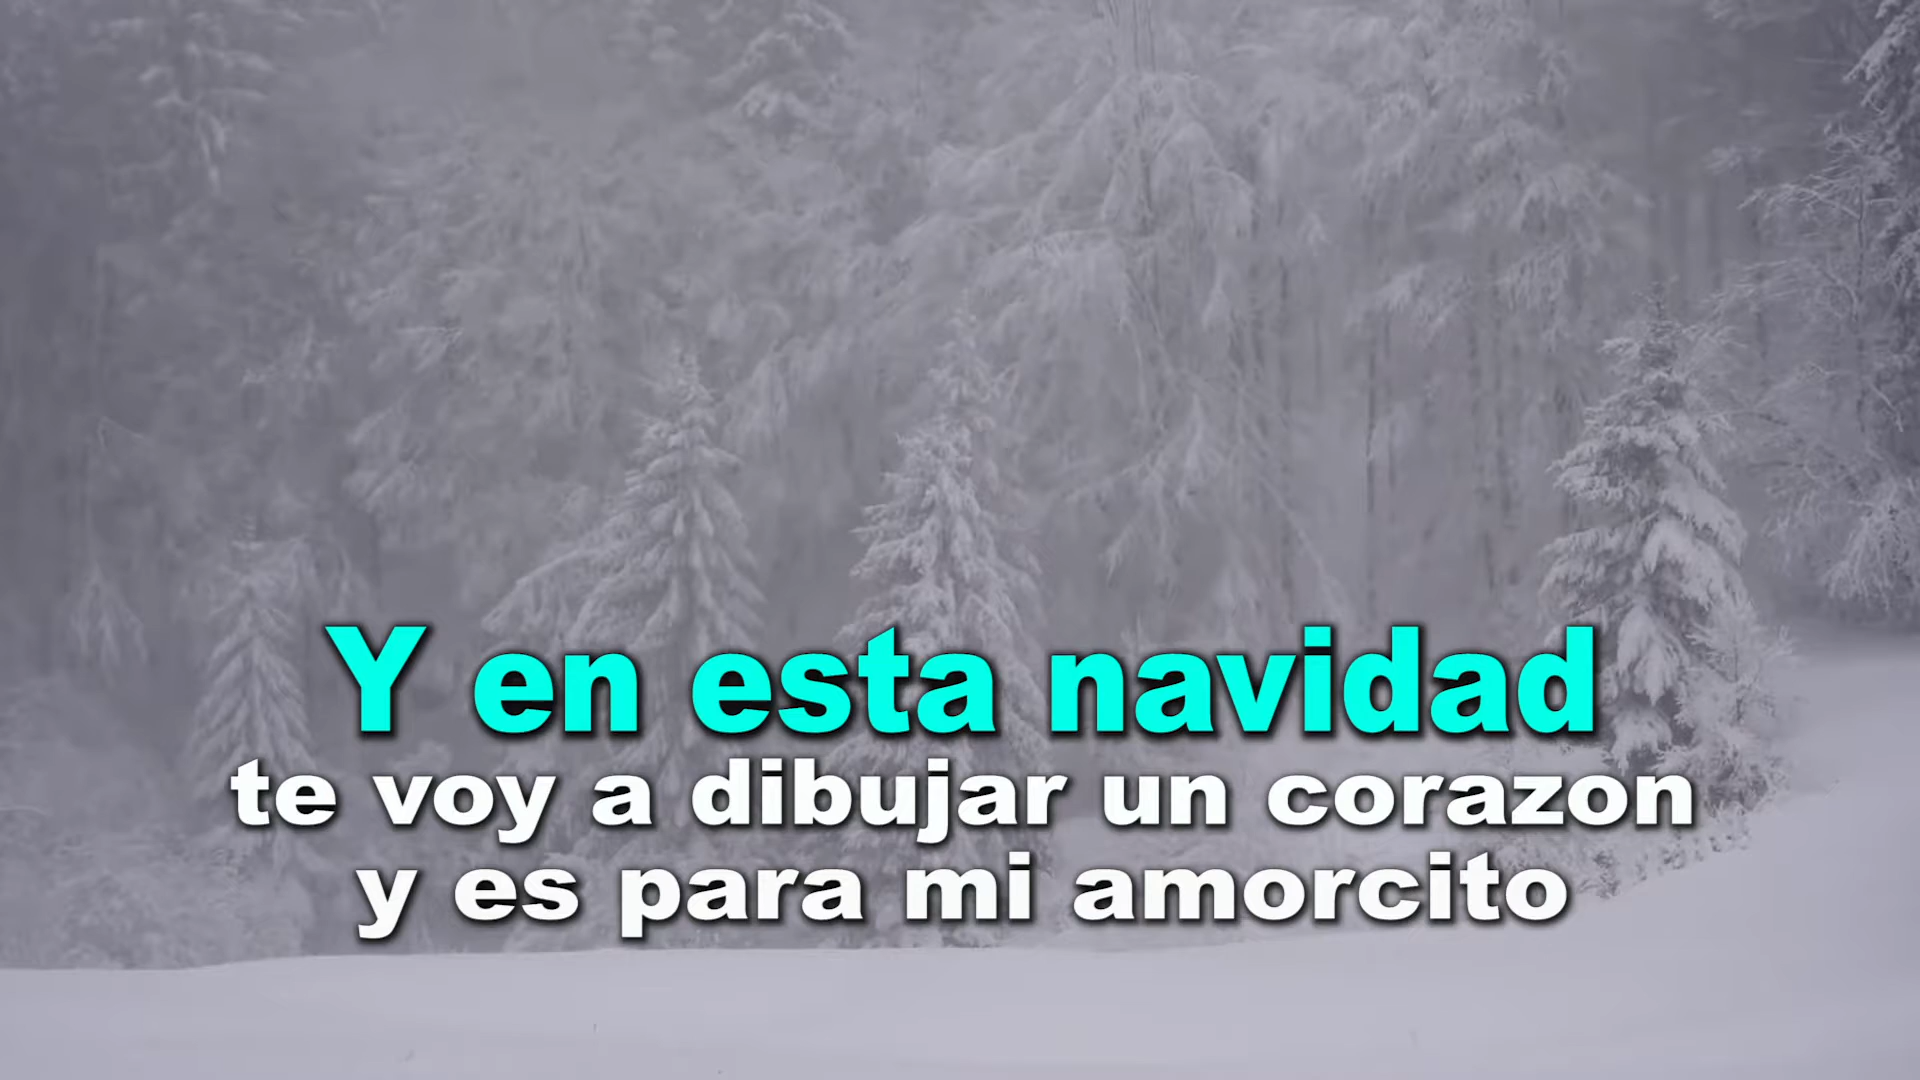 Y en esta navidad
te voy a dibujar un corazon
y es para mi amorcito